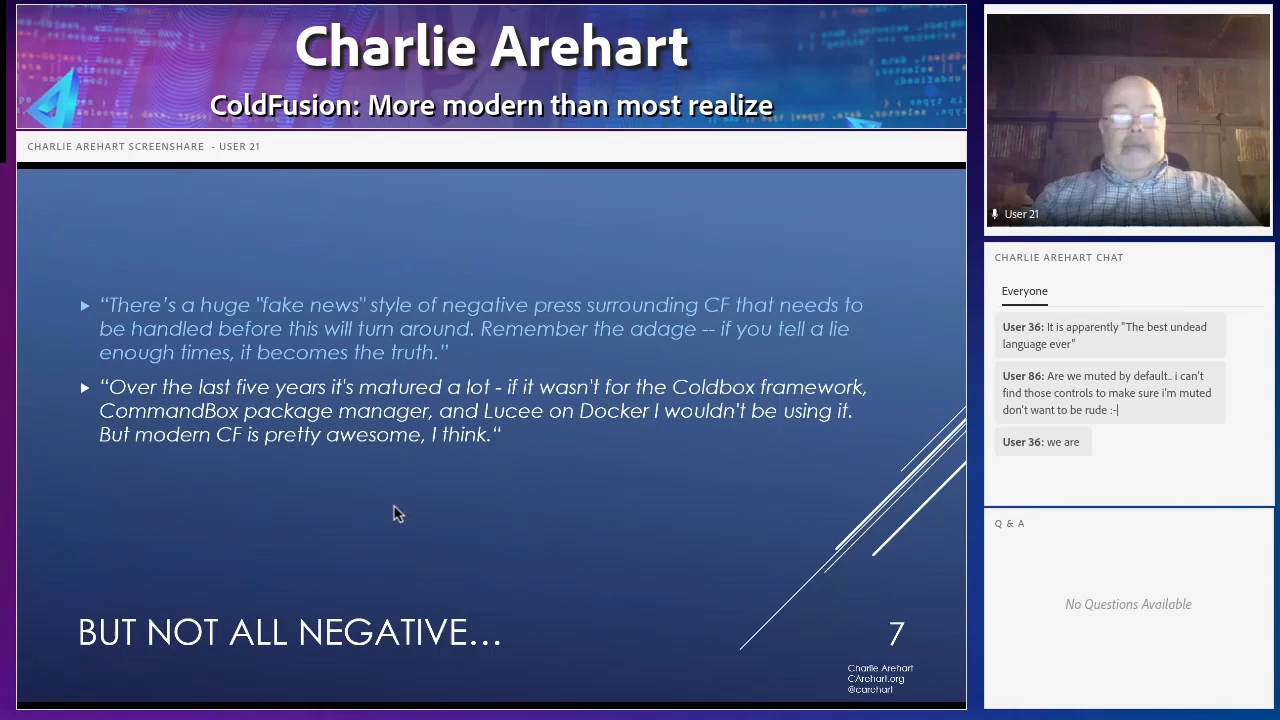 Charlie Arehart
ColdFusion: More modern than most realize
CHARLIE AREHART SCREENSHARE - USER 21
“There’s a huge "fake news" style of negative press surrounding CF that needs to
be handled before this will turn around. Remember the adage -- if you tell a lie
enough times, it becomes the truth.”
“Over the last five years it's matured a lot - if it wasn't for the Coldbox framework,
CommandBox package manager, and Lucee on Docker I wouldn't be using it.
But modern CF is pretty awesome, I think.“
BUT NOT ALL NEGATIVE...
7
Charlie Arehart
CArehart.org
@carehart
User 21
CHARLIE AREHART CHAT
Everyone
User 36: It is apparently "The best undead
language ever"
User 86: Are we muted by default.. i can't
find those controls to make sure i'm muted
don't want to be rude :-|
User 36: we are
Q & A
No Questions Available